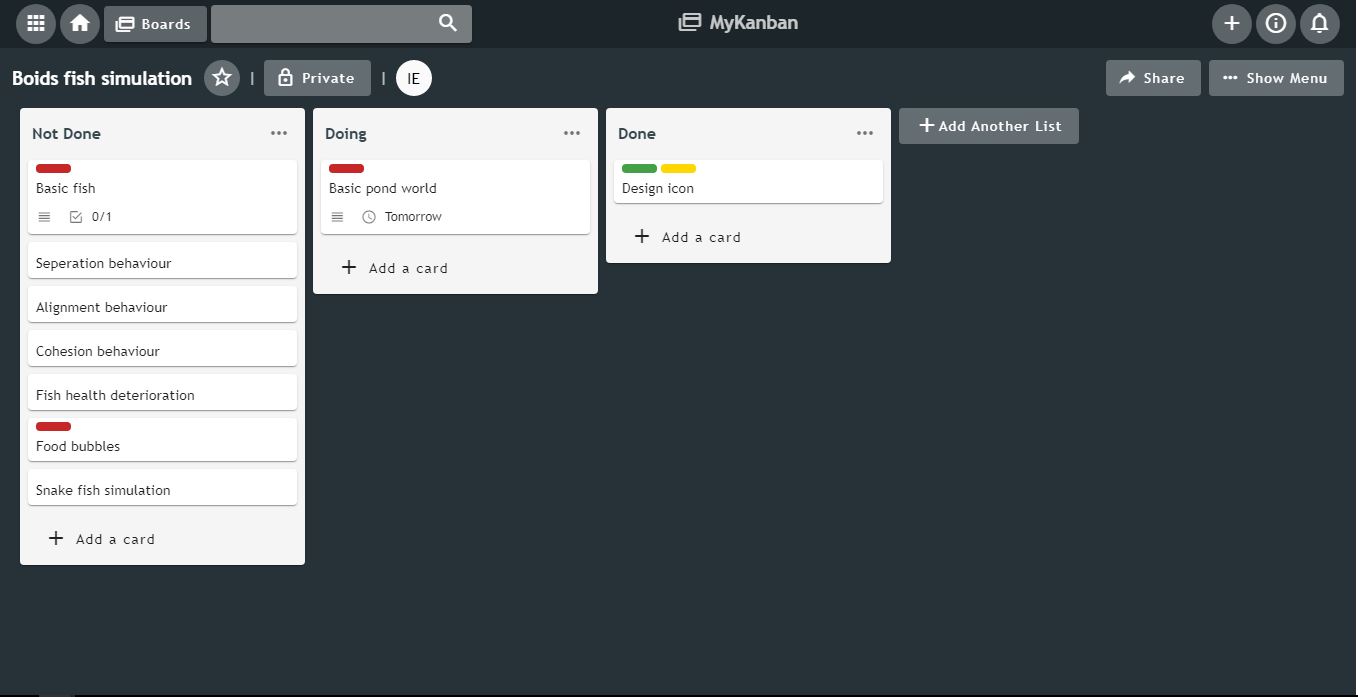 Boards
MyKanban
Boids fish simulation
|
Private
|
IE
Share
Show Menu
Not Done
Basic fish
0/1
Seperation behaviour
Alignment behaviour
Cohesion behaviour
Fish health deterioration
Food bubbles
Snake fish simulation
Add a card
Doing
Basic pond world
Tomorrow
Add a card
Done
Design icon
Add a card
Add Another List